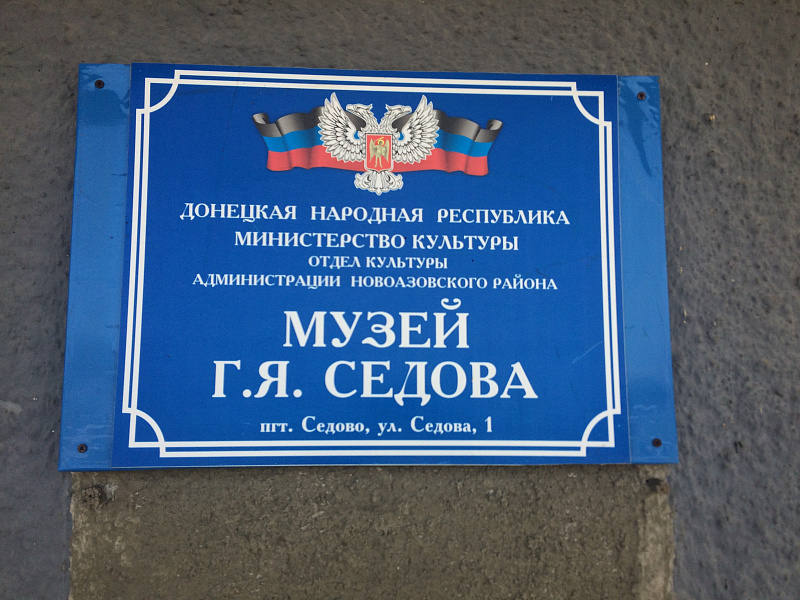 ДОНЕЦКАЯ НАРОДНАЯ РЕСПУБЛИКА
МИНИСТЕРСТВО КУЛЬТУРЫ
ОТДЕЛ КУЛЬТУРЫ
АДМИНИСТРАЦИИ НОВОАЗОВСКОГО РАЙОНА
МУЗЕЙ
Г.Я. СЕДОВА
пгт. Седово, ул. Седова, 1